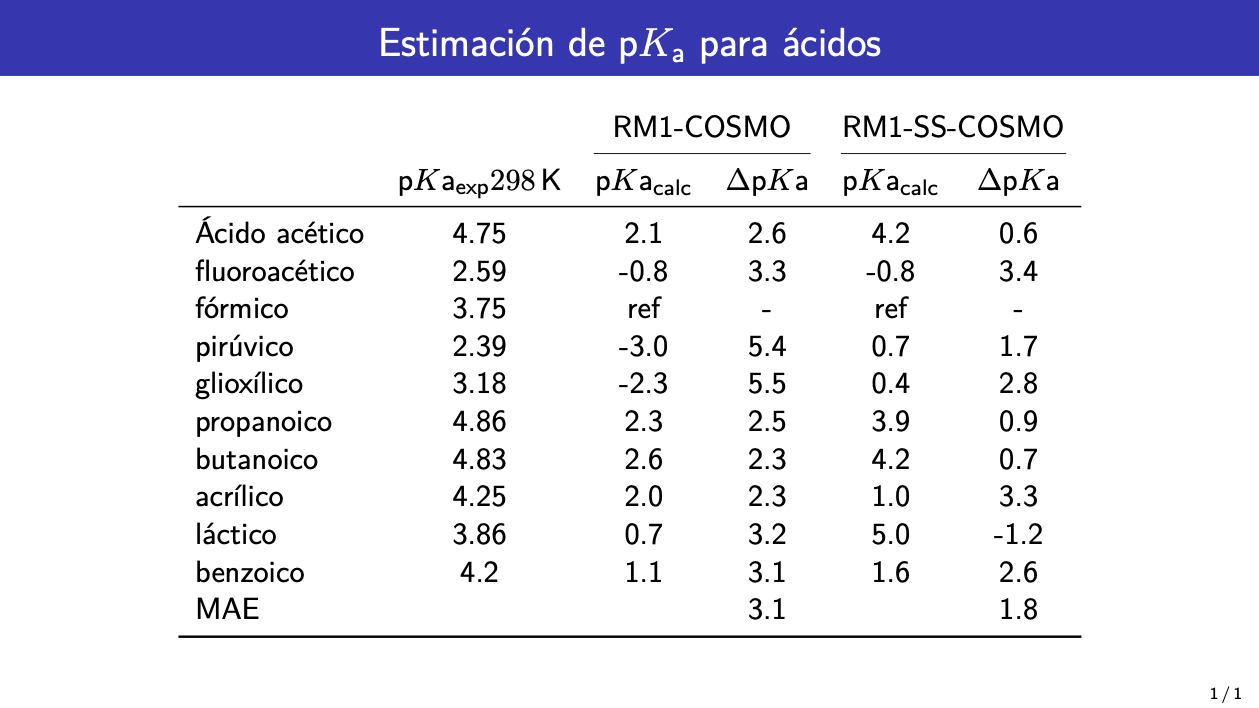 Estimación de pKa para ácidos
RM1-COSMO RM1-SS-COSMO
pKaexp298 K pKacalc ΔpKa pKacalc ΔpKa
Ácido acético 4.75 2.1 2.6 4.2 0.6
fluoroacético 2.59 -0.8 3.3 -0.8 3.4
fórmico 3.75 ref - ref -
pirúvico 2.39 -3.0 5.4 0.7 1.7
glioxílico 3.18 -2.3 5.5 0.4 2.8
propanoico 4.86 2.3 2.5 3.9 0.9
butanoico 4.83 2.6 2.3 4.2 0.7
acrílico 4.25 2.0 2.3 1.0 3.3
láctico 3.86 0.7 3.2 5.0 -1.2
benzoico 4.2 1.1 3.1 1.6 2.6
MAE 3.1 1.8
1 / 1